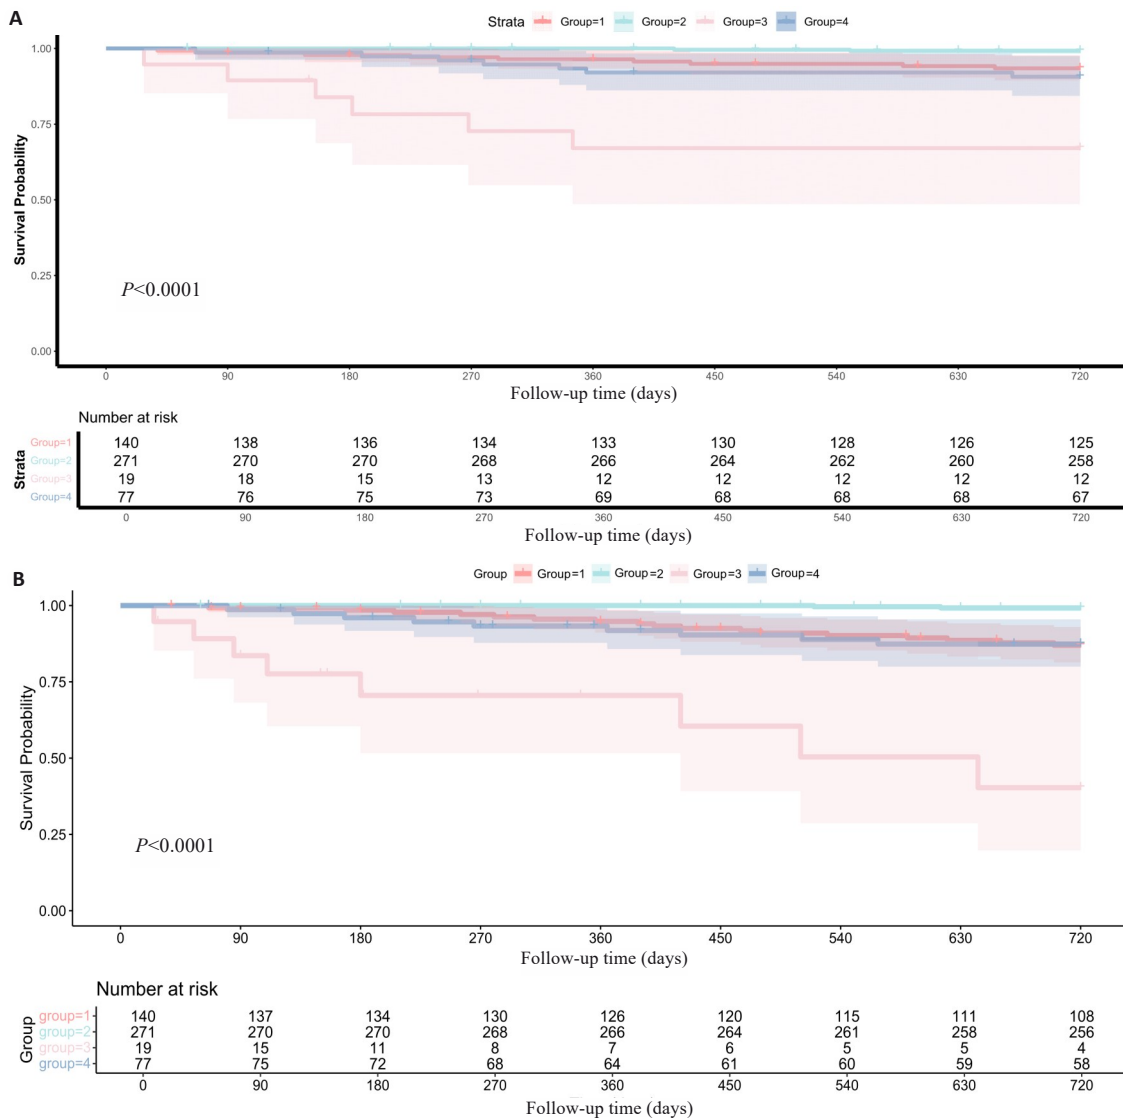 A
Strata Group=1 Group=2 Group=3 Group=4
1.00
0.75
0.50
0.25
0.00
Survival Probability
P<0.0001
0 90 180 270 360 450 540 630 720
Follow-up time (days)
Number at risk
Strata
Group=1 140 138 136 134 133 130 128 126 125
Group=2 271 270 270 268 266 264 262 260 258
Group=3 19 18 15 13 12 12 12 12 12
Group=4 77 76 75 73 69 68 68 68 67
0 90 180 270 360 450 540 630 720
Follow-up time (days)
B
Group Group=1 Group=2 Group=3 Group=4
1.00
0.75
0.50
0.25
0.00
Survival Probability
P<0.0001
0 90 180 270 360 450 540 630 720
Follow-up time (days)
Number at risk
Group
group=1 140 137 134 130 126 120 115 111 108
group=2 271 270 270 268 266 264 261 258 256
group=3 19 15 11 8 7 6 5 5 4
group=4 77 75 72 68 64 61 60 59 58
0 90 180 270 360 450 540 630 720
Follow-up time (days)